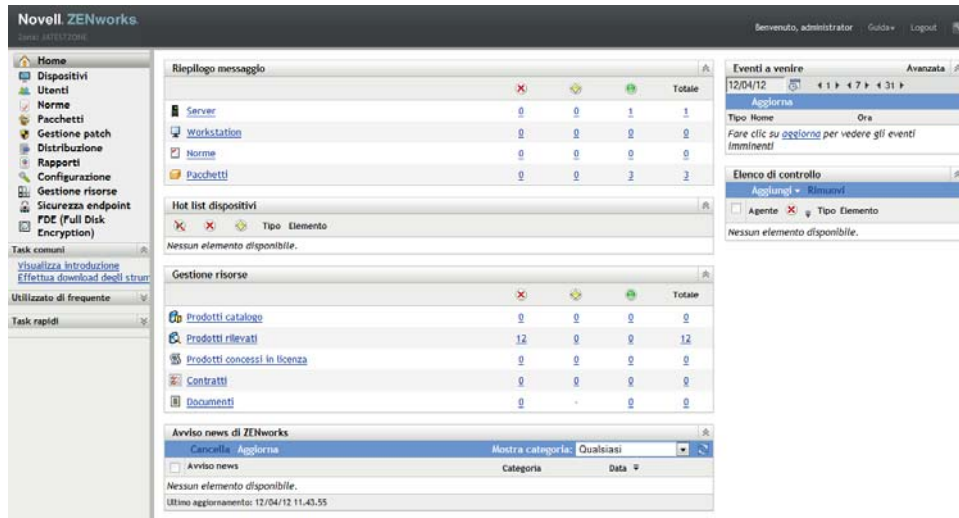 Novell ZENworks
Benvenuto, administrator Guida Logout
Home
Dispositivi
Utenti
Norme
Pacchetti
Gestione patch
Distribuzione
Rapporti
Configurazione
Gestione risorse
Sicurezza endpoint
FDE (Full Disk
Encryption)
Task comuni
Visualizza introduzione
Effettua download degli strum
Utilizzato di frequente
Task rapidi
Riepilogo messaggio
Totale
Server 0 0 1 1
Workstation 0 0 0 0
Norme 0 0 0 0
Pacchetti 0 0 3 3
Hot list dispositivi
Tipo Elemento
Nessun elemento disponibile.
Gestione risorse
Totale
Prodotti catalogo 0 0 0 0
Prodotti rilevati 12 0 0 12
Prodotti concessi in licenza 0 0 0 0
Contratti 0 0 0 0
Documenti 0 - 0 0
Avviso news di ZENworks
Cancella Aggiorna Mostra categoria: Qualsiasi
Avviso news Categoria Data
Nessun elemento disponibile.
Ultimo aggiornamento: 12/04/12 11.43.55
Eventi a venire Avanzata
12/04/12 1 7 31
Aggiorna
Tipo Nome Ora
Fare clic su aggiorna per vedere gli eventi
imminenti
Elenco di controllo
Aggiungi Rimuovi
Agente Tipo Elemento
Nessun elemento disponibile.